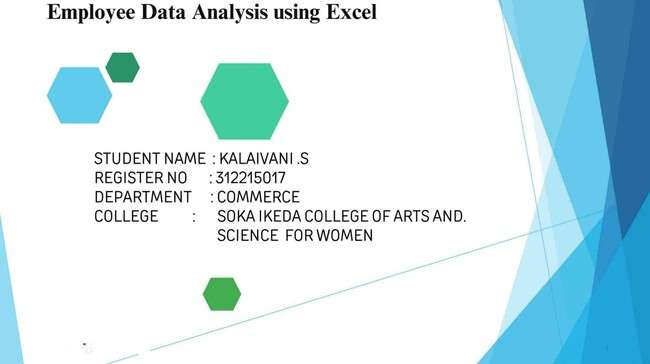 Employee Data Analysis using Excel
STUDENT NAME : KALAIVANI .S
REGISTER NO : 312215017
DEPARTMENT : COMMERCE
COLLEGE : SOKA IKEDA COLLEGE OF ARTS AND.
SCIENCE FOR WOMEN